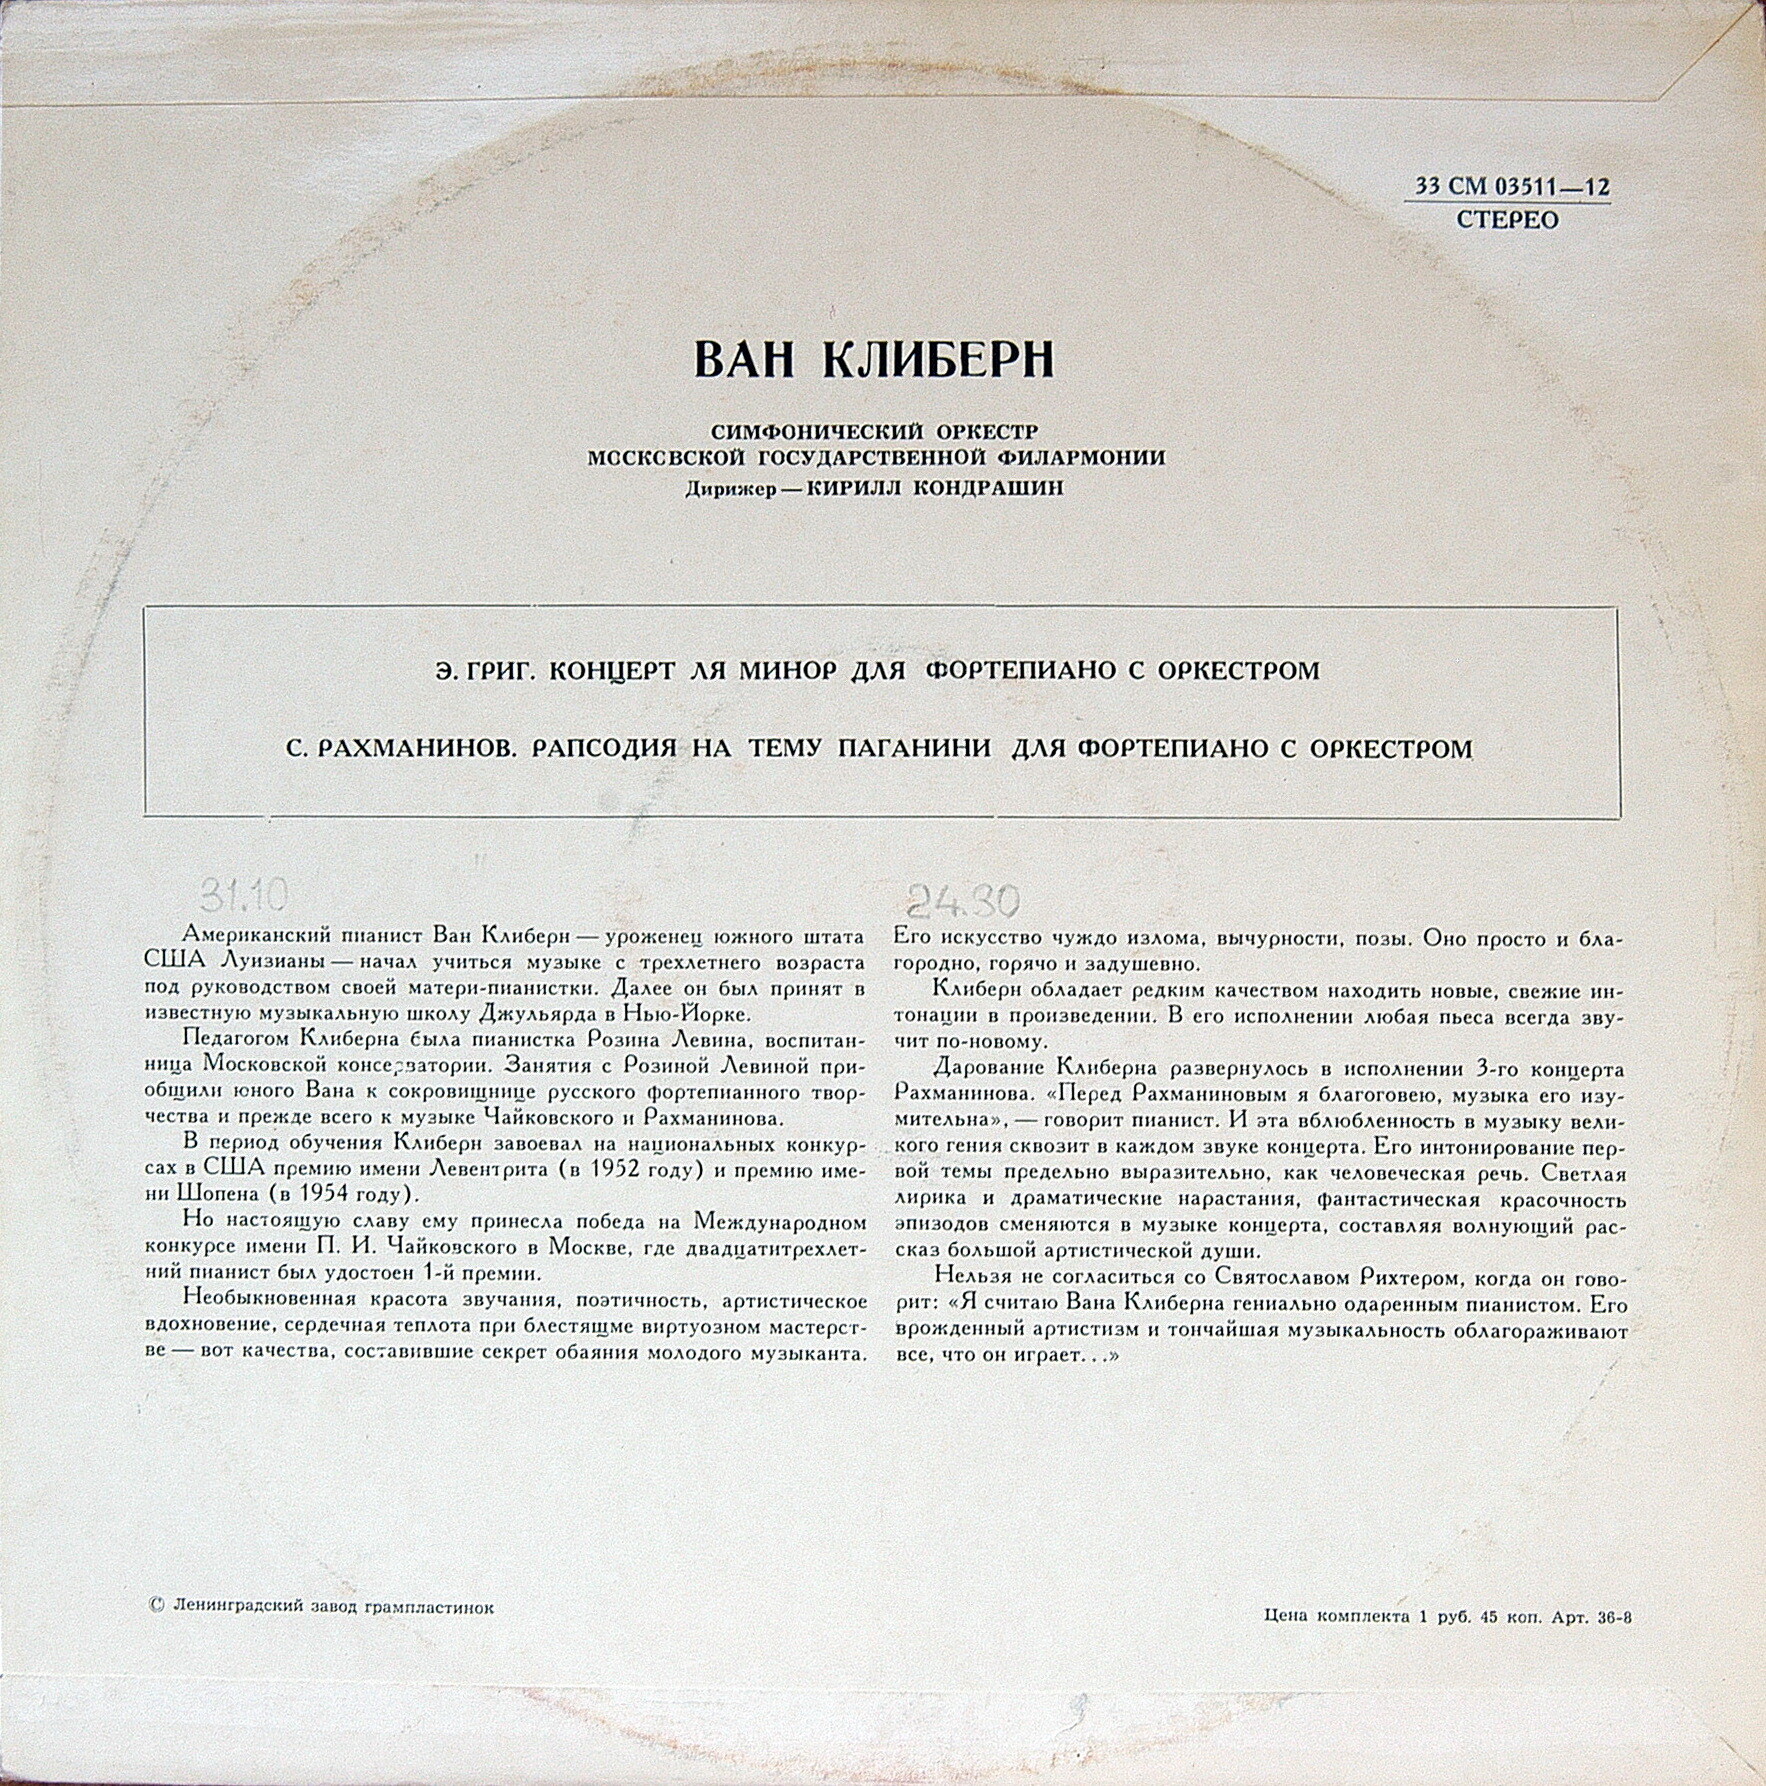 33 СМ 03511—12
СТЕРЕО
ВАН КЛИБЕРН
СИМФОНИЧЕСКИЙ ОРКЕСТР
МОСКОВСКОЙ ГОСУДАРСТВЕННОЙ ФИЛАРМОНИИ
Дирижер — КИРИЛЛ КОНДРАШИН
Э. ГРИГ. КОНЦЕРТ ЛЯ МИНОР ДЛЯ ФОРТЕПИАНО С ОРКЕСТРОМ
С. РАХМАНИНОВ. РАПСОДИЯ НА ТЕМУ ПАГАНИНИ ДЛЯ ФОРТЕПИАНО С ОРКЕСТРОМ
31.10
Американский пианист Ван Клиберн — уроженец южного штата
США Луизианы — начал учиться музыке с трехлетнего возраста
под руководством своей матери-пианистки. Далее он был принят в
известную музыкальную школу Джульярда в Нью-Йорке.
Педагогом Клиберна была пианистка Розина Левина, воспитан-
ница Московской консерватории. Занятия с Розиной Левиной при-
общили юного Вана к сокровищнице русского фортепианного твор-
чества и прежде всего к музыке Чайковского и Рахманинова.
В период обучения Клиберн завоевал на национальных конкур-
сах в США премию имени Левентрита (в 1952 году) и премию име-
ни Шопена (в 1954 году).
Но настоящую славу ему принесла победа на Международном
конкурсе имени П. И. Чайковского в Москве, где двадцатитрехлет-
ний пианист был удостоен 1-й премии.
Необыкновенная красота звучания, поэтичность, артистическое
вдохновение, сердечная теплота при блестящме виртуозном мастерст-
ве — вот качества, составившие секрет обаяния молодого музыканта.
24.30
Его искусство чуждо излома, вычурности, позы. Оно просто и бла-
городно, горячо и задушевно.
Клиберн обладает редким качеством находить новые, свежие ин-
тонации в произведении. В его исполнении любая пьеса всегда зву-
чит по-новому.
Дарование Клиберна развернулось в исполнении 3-го концерта
Рахманинова. «Перед Рахманиновым я благоговею, музыка его изу-
мительна», — говорит пианист. И эта вблюбленность в музыку вели-
кого гения сквозит в каждом звуке концерта. Его интонирование пер-
вой темы предельно выразительно, как человеческая речь. Светлая
лирика и драматические нарастания, фантастическая красочность
эпизодов сменяются в музыке концерта, составляя волнующий рас-
сказ большой артистической души.
Нельзя не согласиться со Святославом Рихтером, когда он гово-
рит: «Я считаю Вана Клиберна гениально одаренным пианистом. Его
врожденный артистизм и тончайшая музыкальность облагораживают
все, что он играет...»
© Ленинградский завод грампластинок
Цена комплекта 1 руб. 45 коп. Арт. 36-8